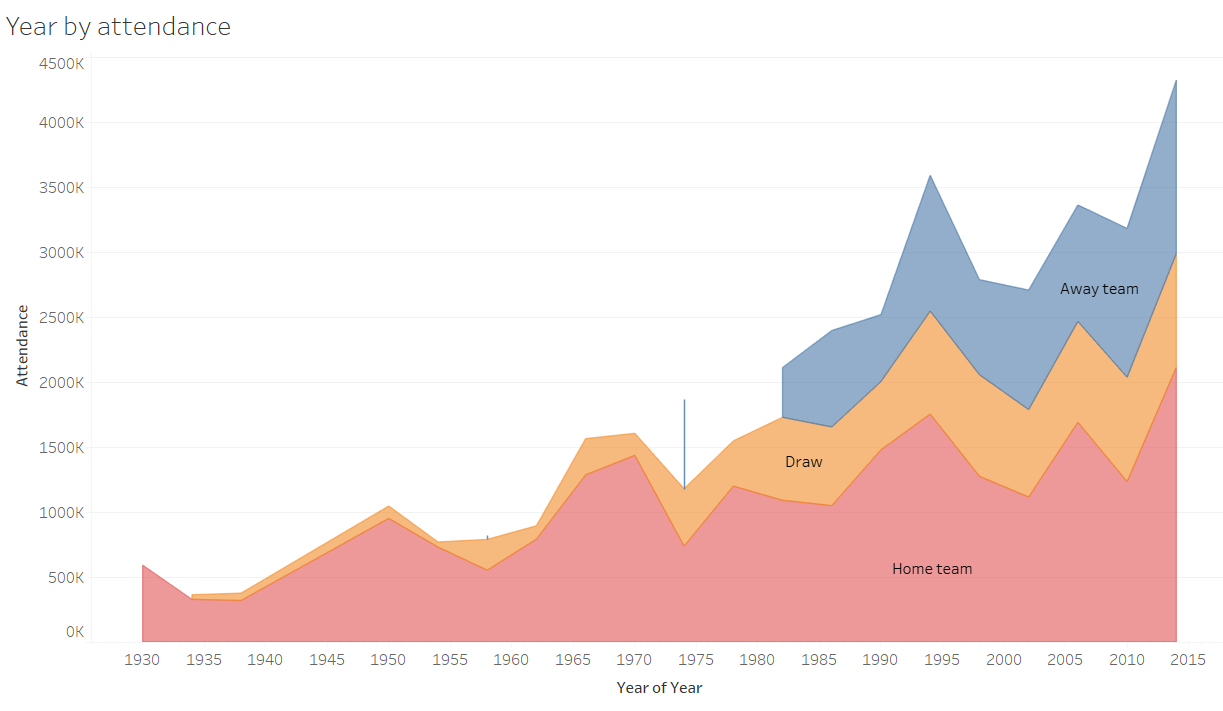 Year by attendance
4500K
4000K
3500K
3000K
2500K
2000K
1500K
1000K
500K
0K
Attendance
Away team
Draw
Home team
1930 1935 1940 1945 1950 1955 1960 1965 1970 1975 1980 1985 1990 1995 2000 2005 2010 2015
Year of Year